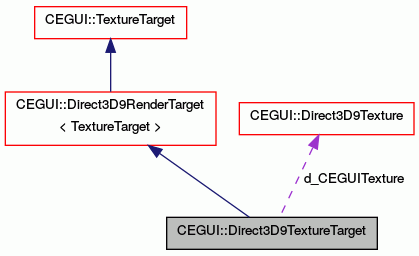 CEGUI::TextureTarget
CEGUI::Direct3D9RenderTarget
< TextureTarget >
CEGUI::Direct3D9Texture
d_CEGUITexture
CEGUI::Direct3D9TextureTarget